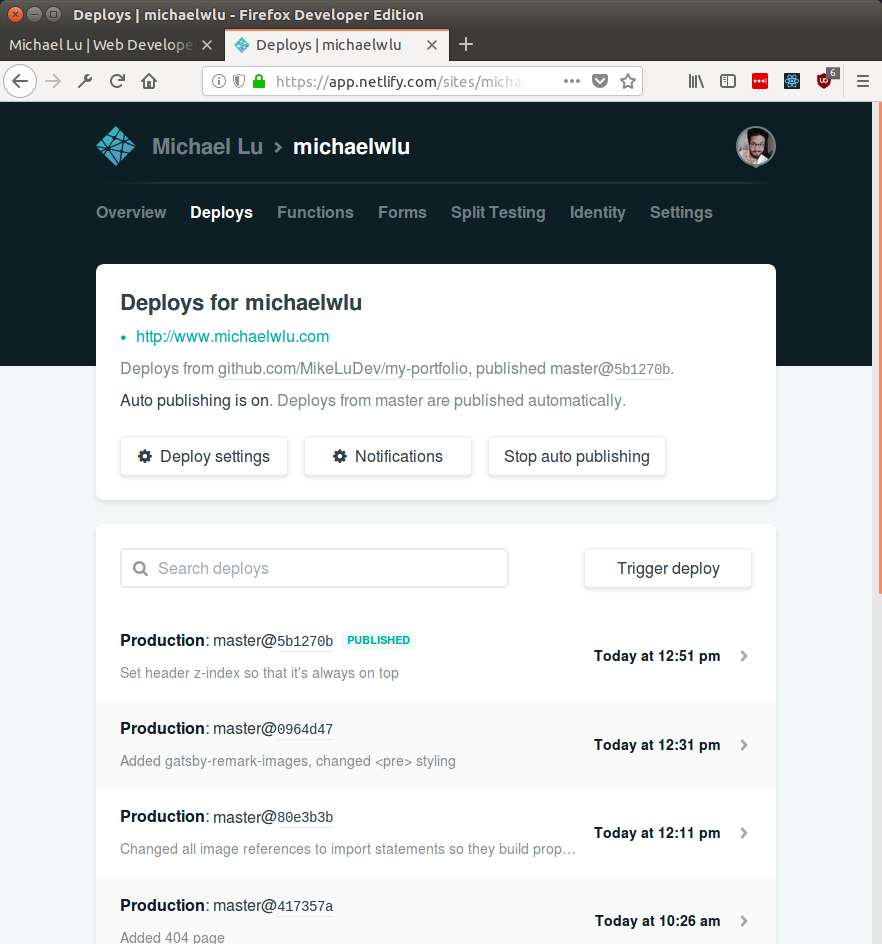 Deploys | michaelwlu - Firefox Developer Edition
Michael Lu | Web Develope
Deploys | michaelwlu
https://app.netlify.com/sites/micha
6
Michael Lu > michaelwlu
Overview Deploys Functions Forms Split Testing Identity Settings
Deploys for michaelwlu
• http://www.michaelwlu.com
Deploys from github.com/MikeLuDev/my-portfolio, published master@5b1270b.
Auto publishing is on. Deploys from master are published automatically.
Deploy settings
Notifications
Stop auto publishing
Search deploys
Trigger deploy
Production: master@5b1270b PUBLISHED
Today at 12:51 pm
Set header z-index so that it's always on top
Production: master@0964d47
Today at 12:31 pm
Added gatsby-remark-images, changed <pre> styling
Production: master@80e3b3b
Today at 12:11 pm
Changed all image references to import statements so they build prop…
Production: master@417357a
Today at 10:26 am
Added 404 page